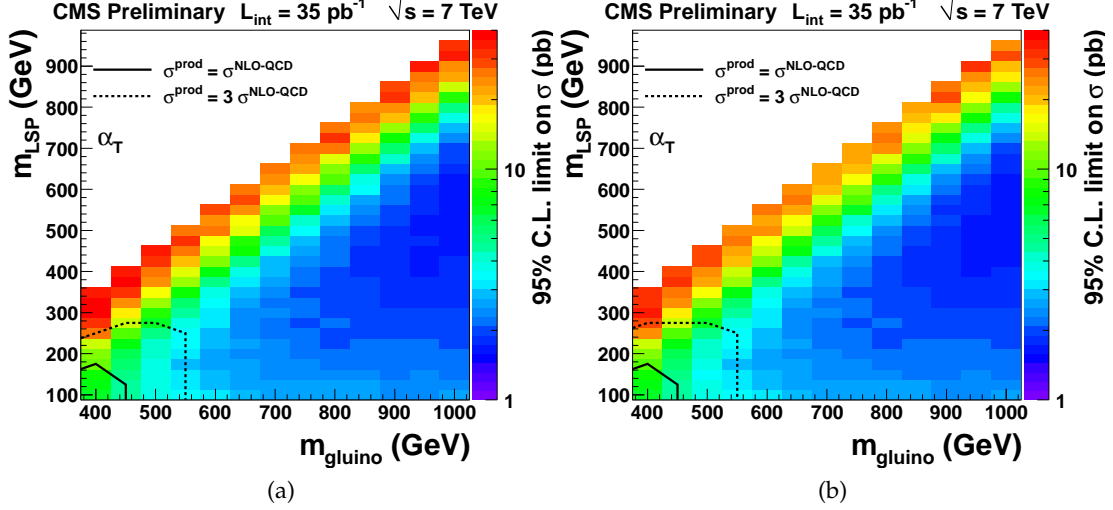 CMS Preliminary L_int = 35 pb^-1 √s = 7 TeV
m_LSP (GeV)
900
800
700
600
500
400
300
200
100
σ^prod = σ^NLO-QCD
σ^prod = 3 σ^NLO-QCD
α_T
400 500 600 700 800 900 1000
m_gluino (GeV)
10
1
95% C.L. limit on σ (pb)
(a)
CMS Preliminary L_int = 35 pb^-1 √s = 7 TeV
m_LSP (GeV)
900
800
700
600
500
400
300
200
100
σ^prod = σ^NLO-QCD
σ^prod = 3 σ^NLO-QCD
α_T
400 500 600 700 800 900 1000
m_gluino (GeV)
10
1
95% C.L. limit on σ (pb)
(b)